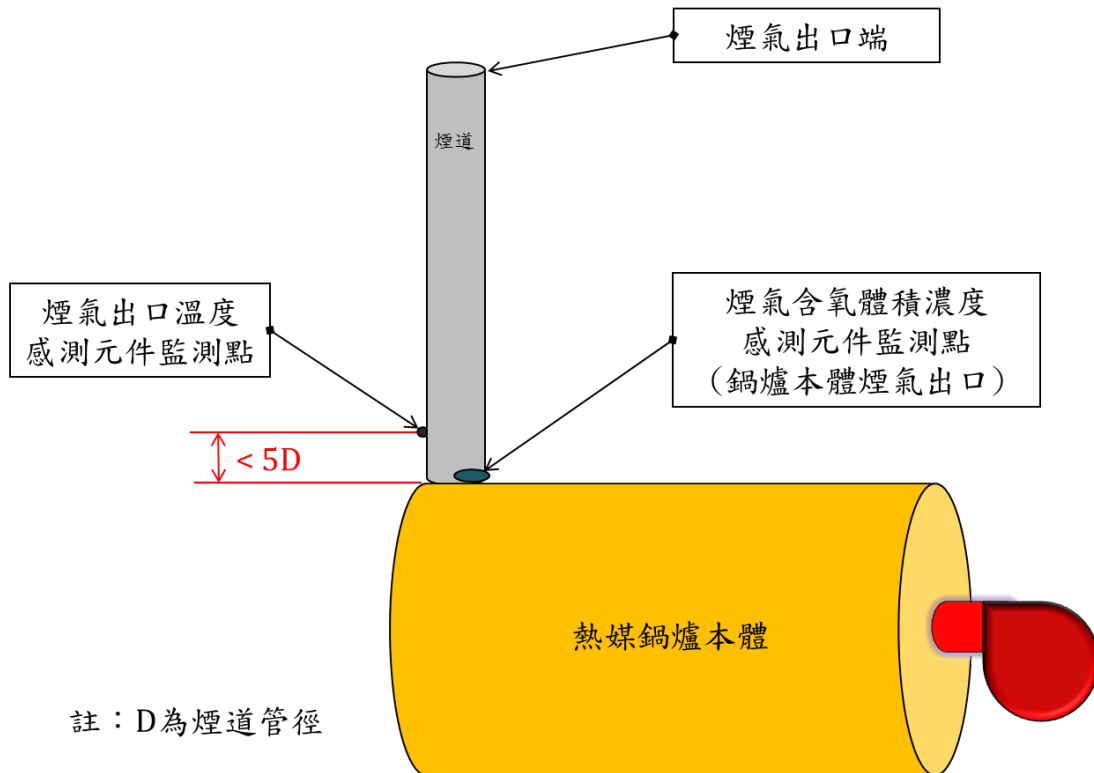 煙氣出口端
煙道
煙氣出口溫度
感測元件監測點
煙氣含氧體積濃度
感測元件監測點
（鍋爐本體煙氣出口）
< 5D
熱媒鍋爐本體
註：D為煙道管徑